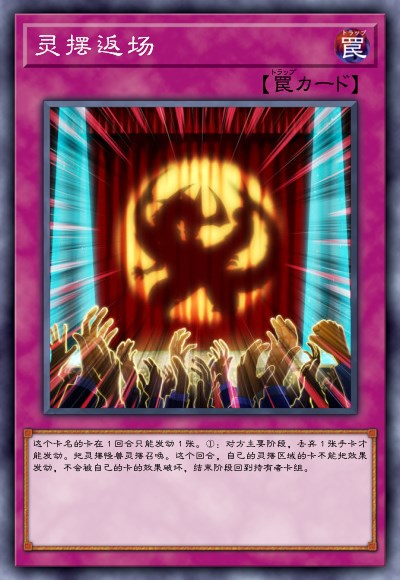 灵摆返场
トラップ
罠
トラップ
【罠カード】
这个卡名的卡在1回合只能发动1张。①：对方主要阶段，去弃1张手卡才
能发动。把灵摆怪兽灵摆召唤。这个回合，自己的灵摆区域的卡不能把效果
发动，不会被自己的卡的效果破坏，结束阶段回到持有者卡组。